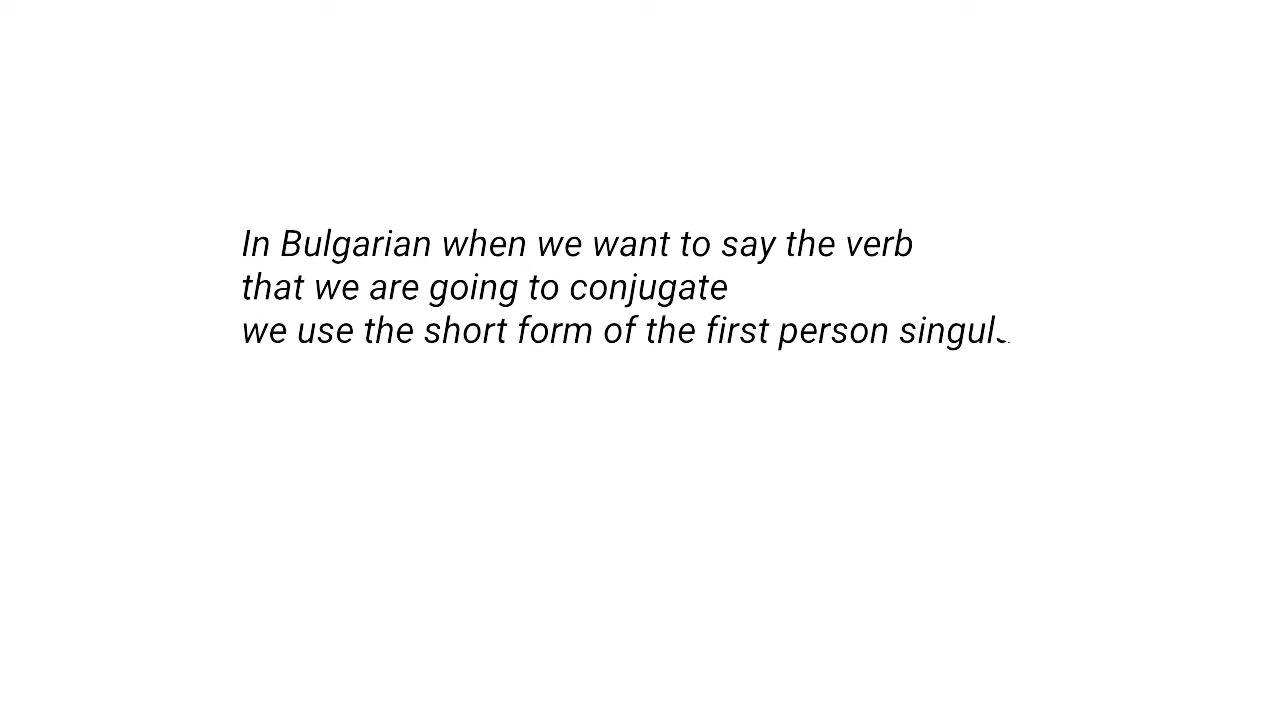 In Bulgarian when we want to say the verb
that we are going to conjugate
we use the short form of the first person